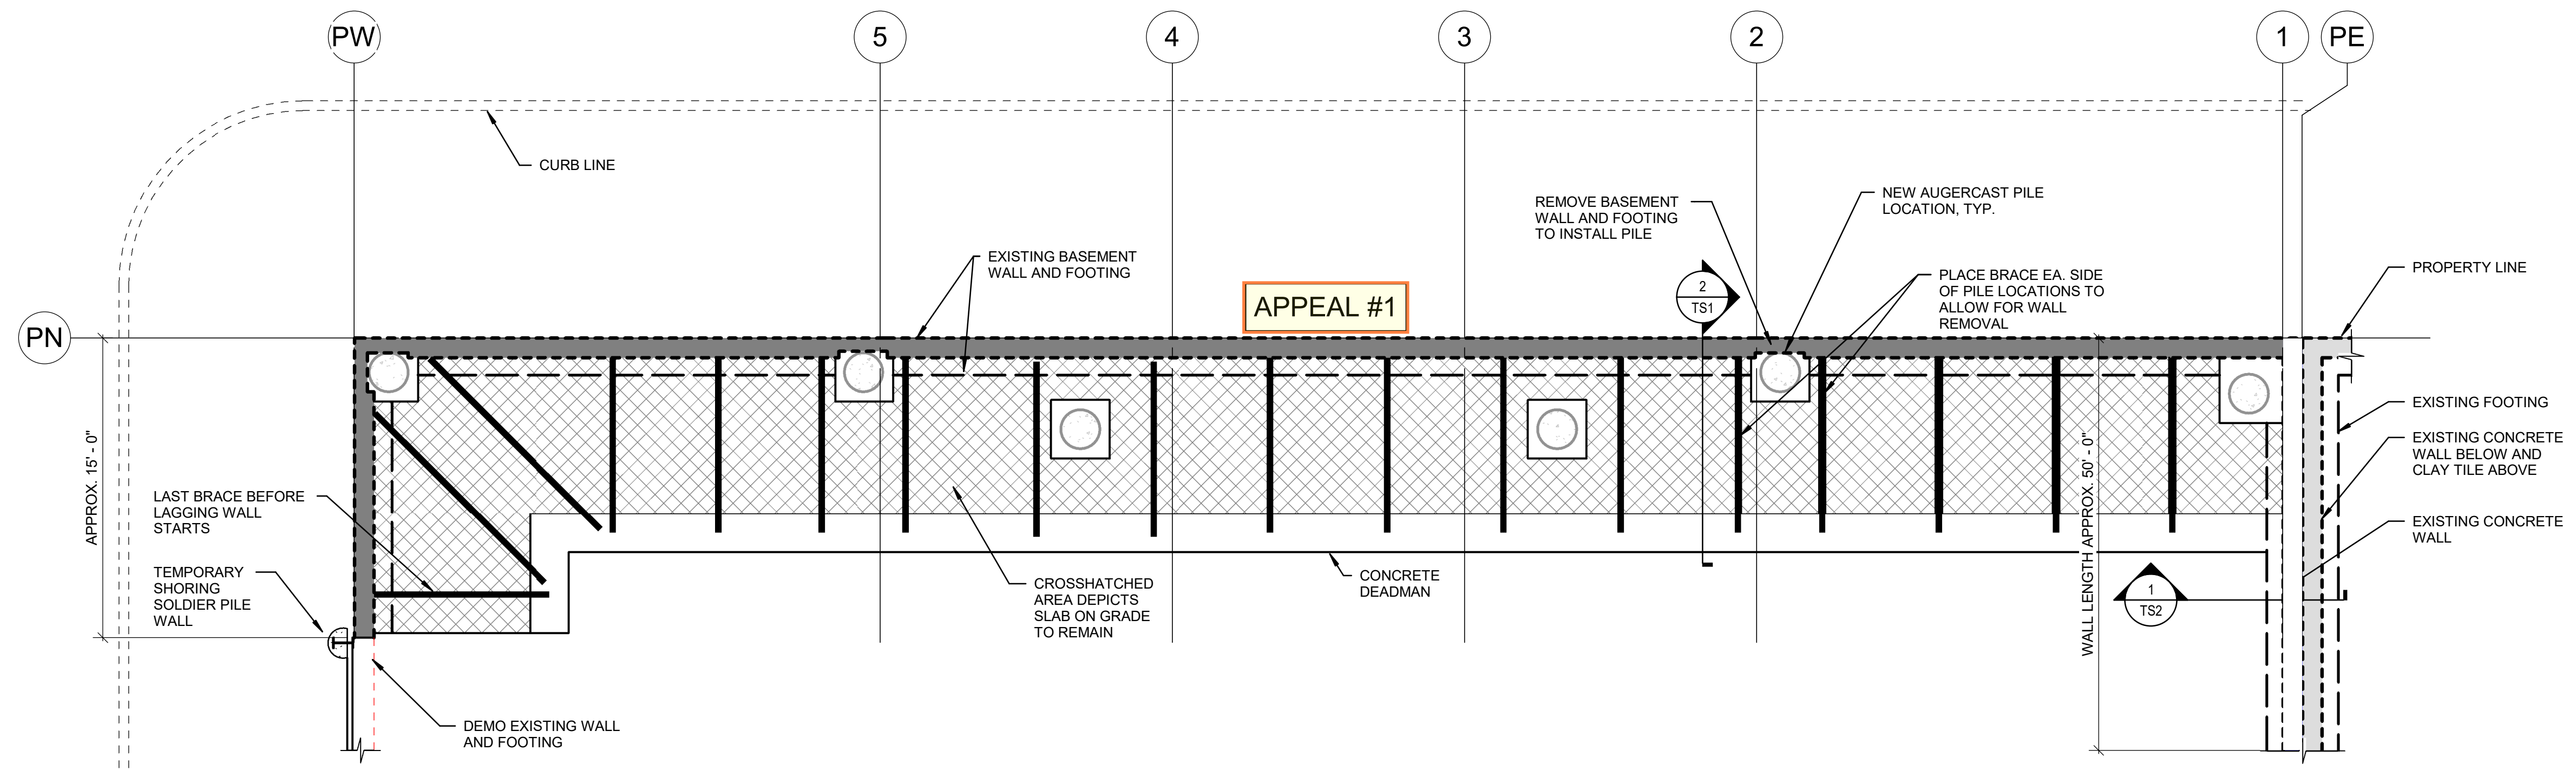 PW
5
4
3
2
1
PE
CURB LINE
REMOVE BASEMENT
WALL AND FOOTING
TO INSTALL PILE
NEW AUGERCAST PILE
LOCATION, TYP.
EXISTING BASEMENT
WALL AND FOOTING
PLACE BRACE EA. SIDE
OF PILE LOCATIONS TO
ALLOW FOR WALL
REMOVAL
PROPERTY LINE
2
TS1
APPEAL #1
PN
APPROX. 15' - 0"
EXISTING FOOTING
EXISTING CONCRETE
WALL BELOW AND
CLAY TILE ABOVE
LAST BRACE BEFORE
LAGGING WALL
STARTS
EXISTING CONCRETE
WALL
WALL LENGTH APPROX. 50' - 0"
TEMPORARY
SHORING
SOLDIER PILE
WALL
CROSSHATCHED
AREA DEPICTS
SLAB ON GRADE
TO REMAIN
CONCRETE
DEADMAN
1
TS2
DEMO EXISTING WALL
AND FOOTING